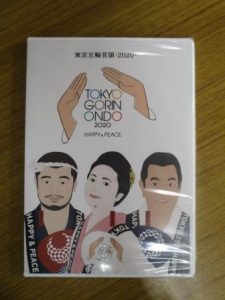 東京五輪音頭-2020-
TOKYO
GORIN
ONDO
2020
HAPPY & PEACE
HAPPY & PEACE